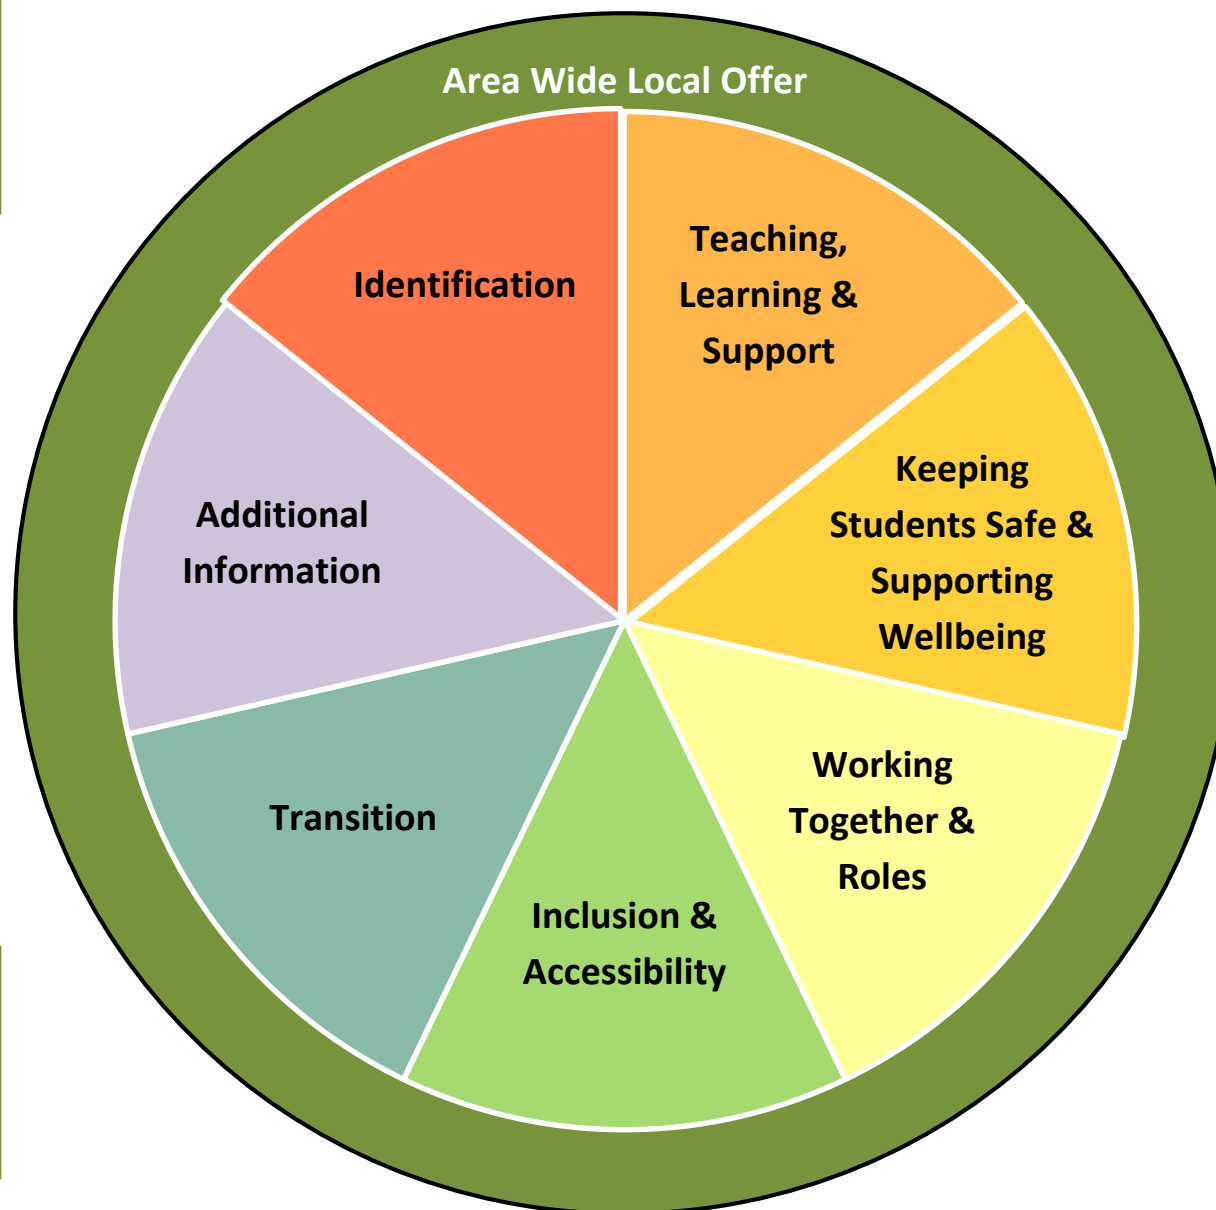 Area Wide Local Offer
Identification
Teaching,
Learning &
Support
Keeping
Students Safe &
Supporting
Wellbeing
Working
Together &
Roles
Inclusion &
Accessibility
Transition
Additional
Information